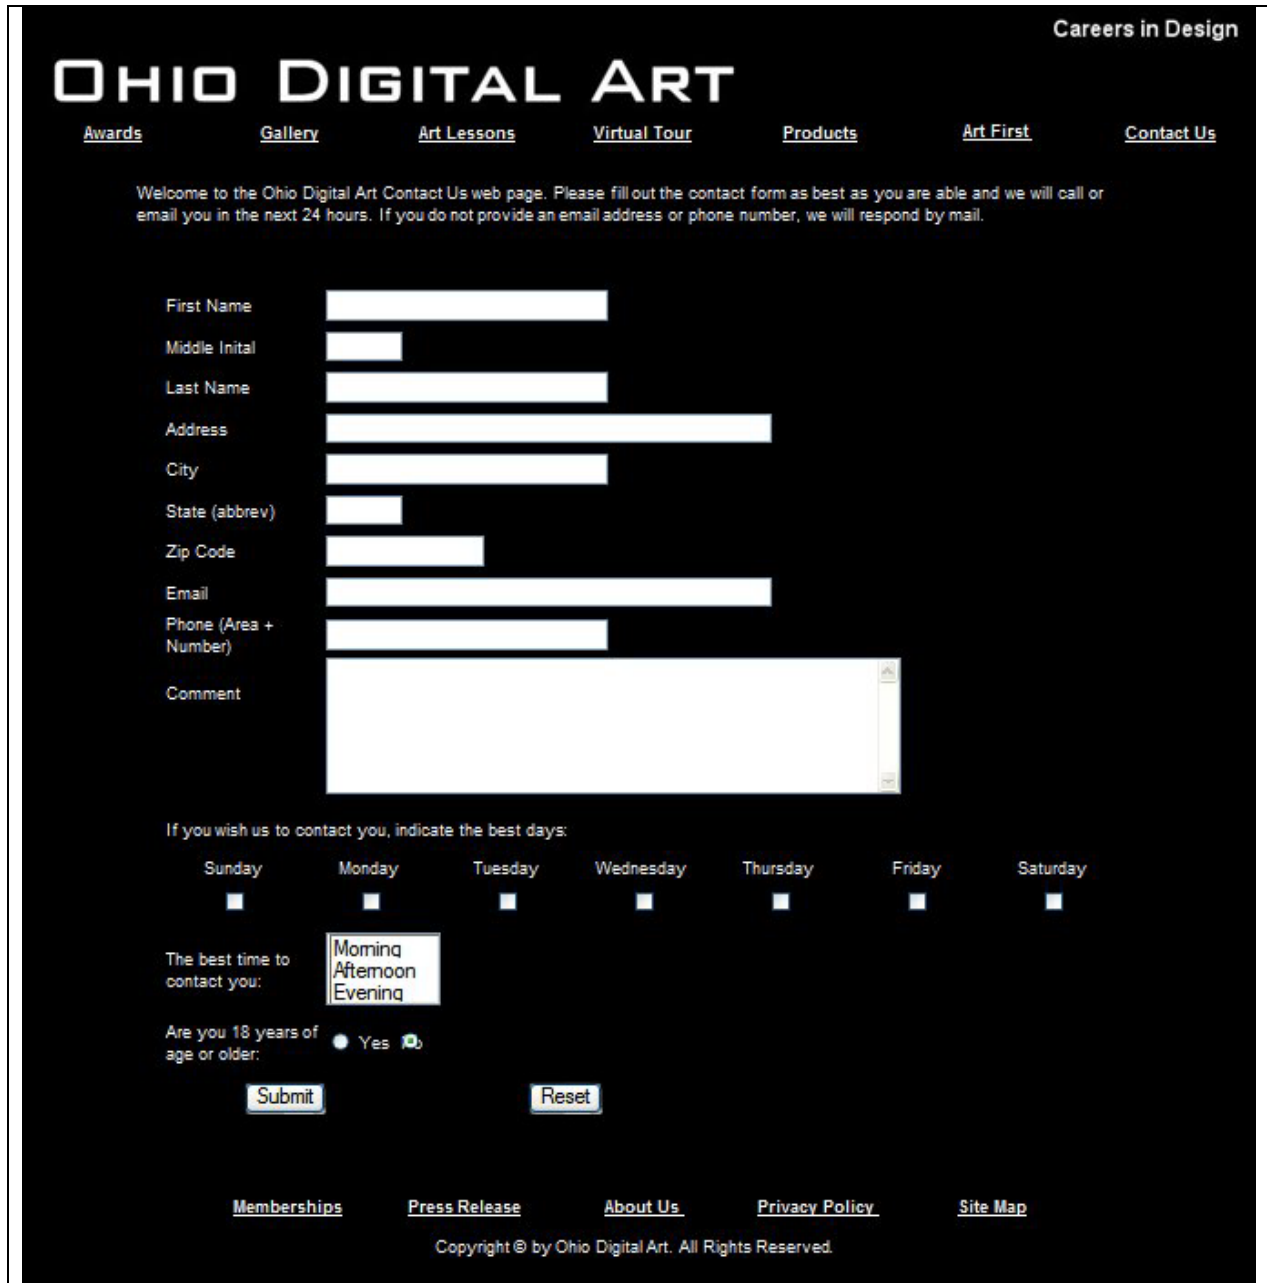 Careers in Design
OHIO DIGITAL ART
Awards Gallery Art Lessons Virtual Tour Products Art First Contact Us
Welcome to the Ohio Digital Art Contact Us web page. Please fill out the contact form as best as you are able and we will call or
email you in the next 24 hours. If you do not provide an email address or phone number, we will respond by mail.
First Name
Middle Inital
Last Name
Address
City
State (abbrev)
Zip Code
Email
Phone (Area +
Number)
Comment
If you wish us to contact you, indicate the best days:
Sunday Monday Tuesday Wednesday Thursday Friday Saturday
The best time to
contact you:
Morning
Afternoon
Evening
Are you 18 years of
age or older:
Yes
Submit Reset
Memberships Press Release About Us Privacy Policy Site Map
Copyright © by Ohio Digital Art. All Rights Reserved.